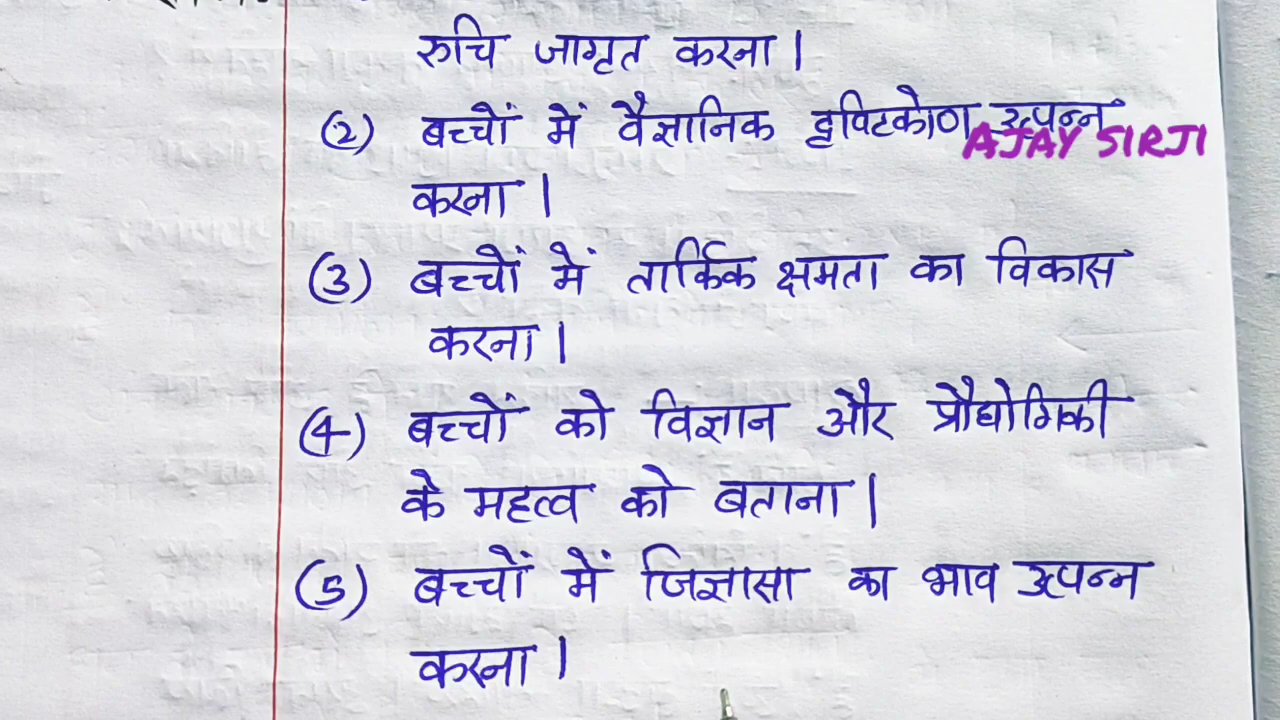 रुचि जागृत करना।
(2) बच्चों में वैज्ञानिक दृष्टिकोण उत्पन्न
AJAY SIRJI
करना।
(3) बच्चों में तार्किक क्षमता का विकास
करना।
(4) बच्चों को विज्ञान और प्रौद्योगिकी
के महत्व को बताना।
(5) बच्चों में जिज्ञासा का भाव उत्पन्न
करना।